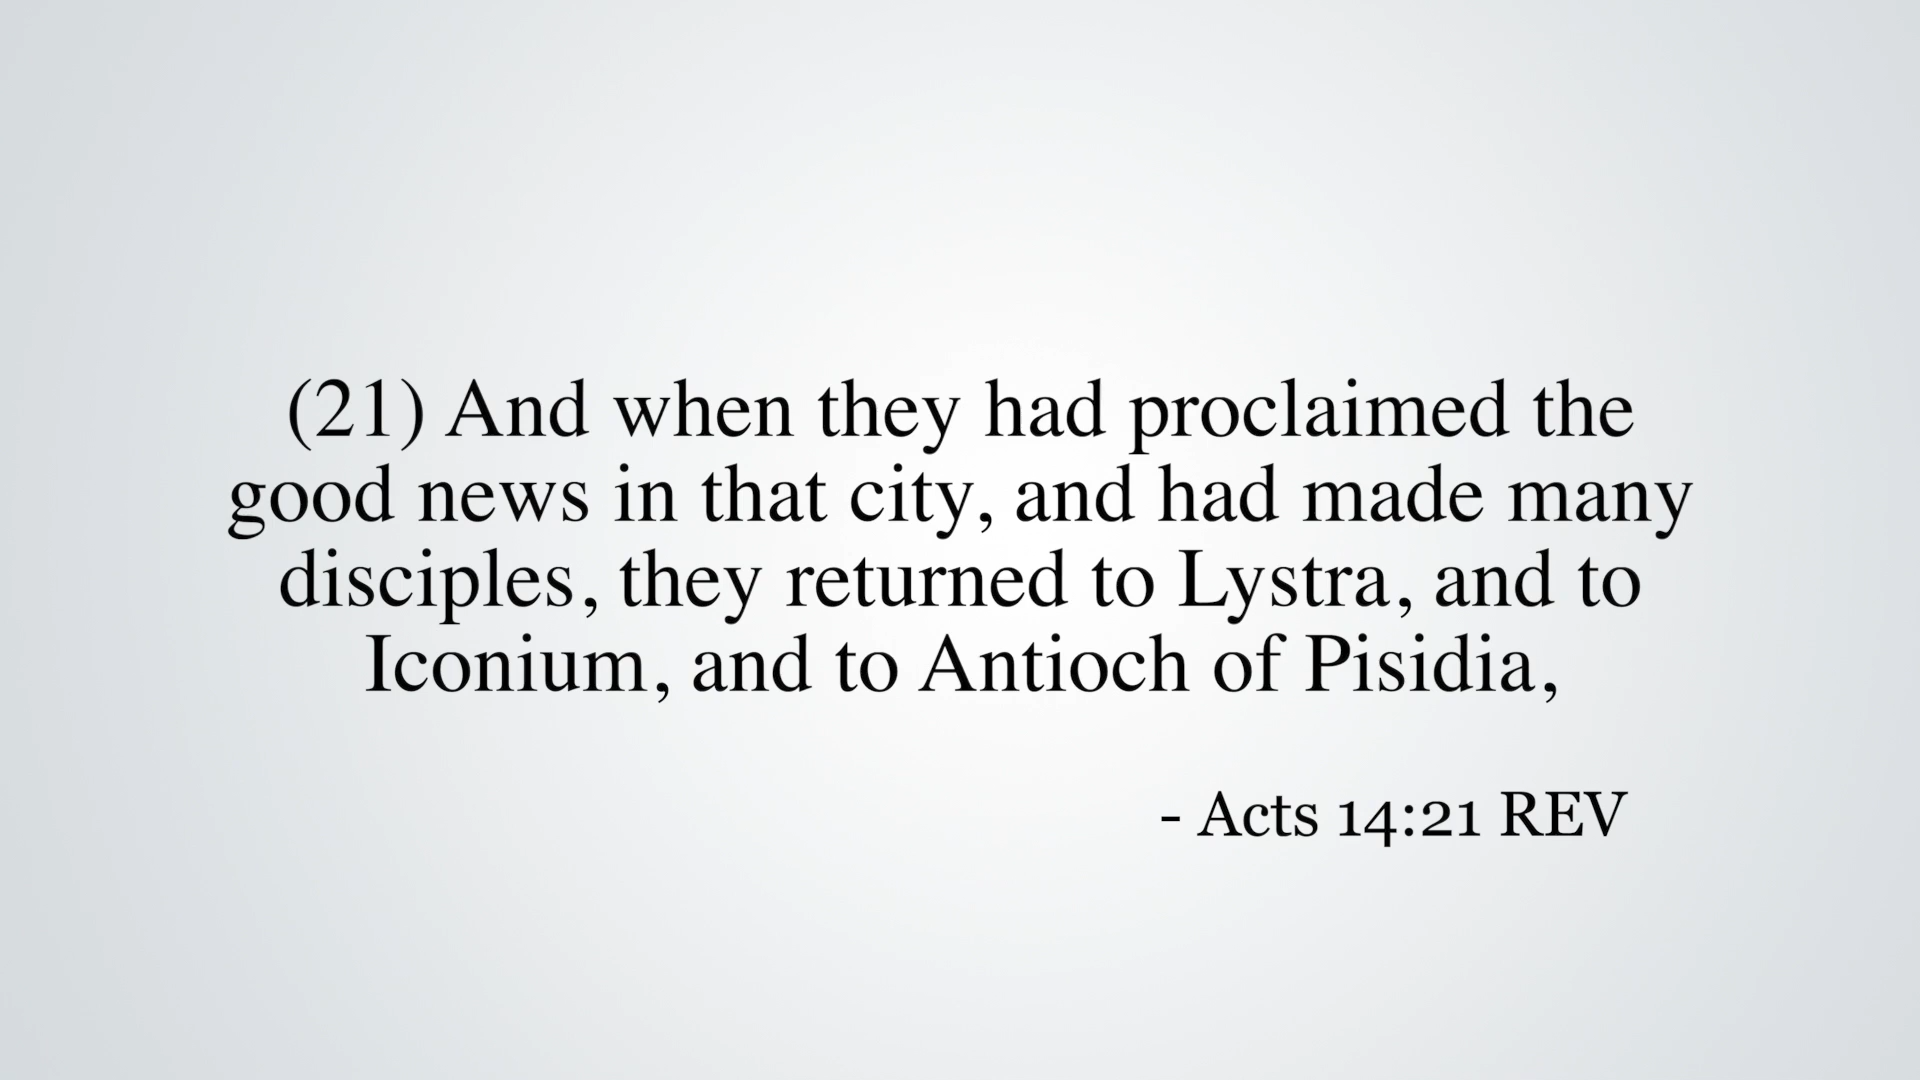 (21) And when they had proclaimed the
good news in that city, and had made many
disciples, they returned to Lystra, and to
Iconium, and to Antioch of Pisidia,
- Acts 14:21 REV